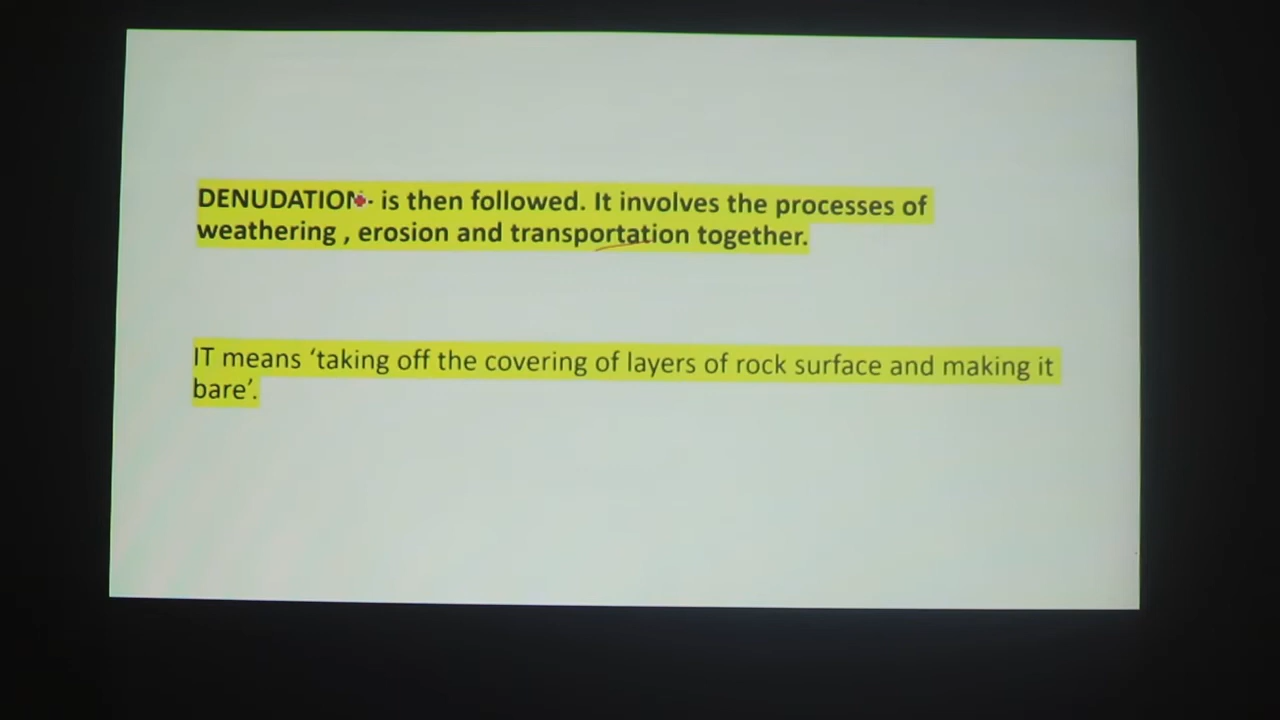 DENUDATION- is then followed. It involves the processes of
weathering , erosion and transportation together.
IT means ‘taking off the covering of layers of rock surface and making it
bare’.